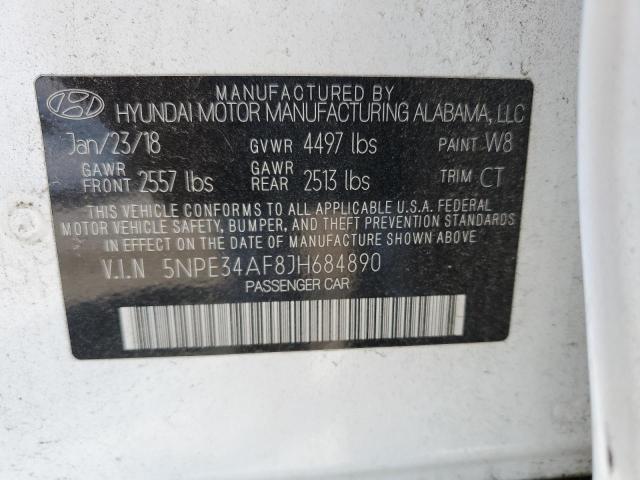 MANUFACTURED BY
HYUNDAI MOTOR MANUFACTURING ALABAMA, LLC
Jan/23/18 GVWR 4497 lbs PAINT W8
GAWR FRONT 2557 lbs GAWR REAR 2513 lbs TRIM CT
THIS VEHICLE CONFORMS TO ALL APPLICABLE U.S.A. FEDERAL
MOTOR VEHICLE SAFETY, BUMPER, AND THEFT PREVENTION STANDARDS
IN EFFECT ON THE DATE OF MANUFACTURE SHOWN ABOVE.
V.I.N 5NPE34AF8JH684890
PASSENGER CAR